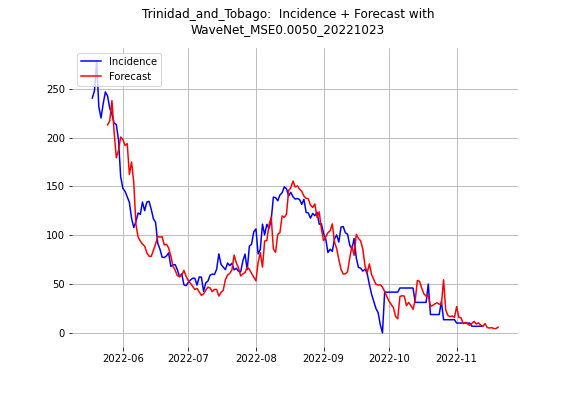 Trinidad_and_Tobago:  Incidence + Forecast with
WaveNet_MSE0.0050_20221023
Incidence
Forecast
250
200
150
100
50
0
2022-06 2022-07 2022-08 2022-09 2022-10 2022-11